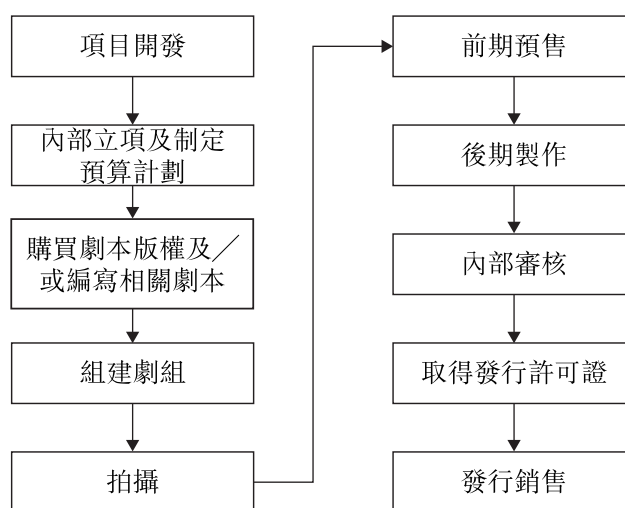 項目開發
內部立項及制定
預算計劃
購買劇本版權及╱
或編寫相關劇本
組建劇組
拍攝
前期預售
後期製作
內部審核
取得發行許可證
發行銷售